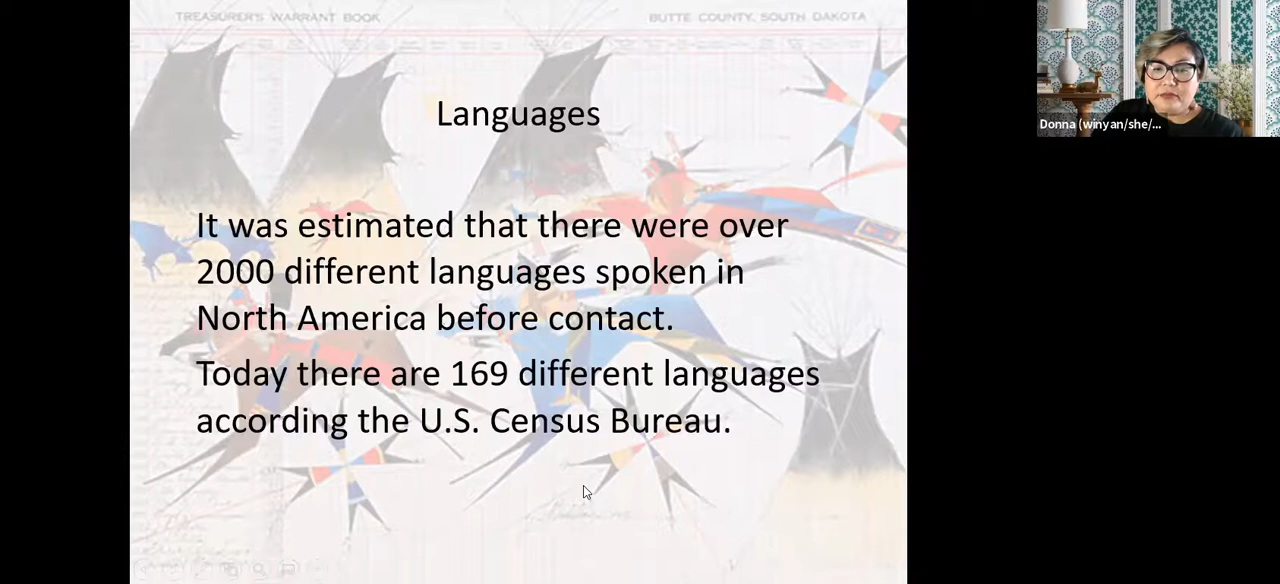 TREASURER'S WARRANT BOOK
BUTTE COUNTY, SOUTH DAKOTA
Languages
It was estimated that there were over
2000 different languages spoken in
North America before contact.
Today there are 169 different languages
according the U.S. Census Bureau.
Donna (winyan/she/...